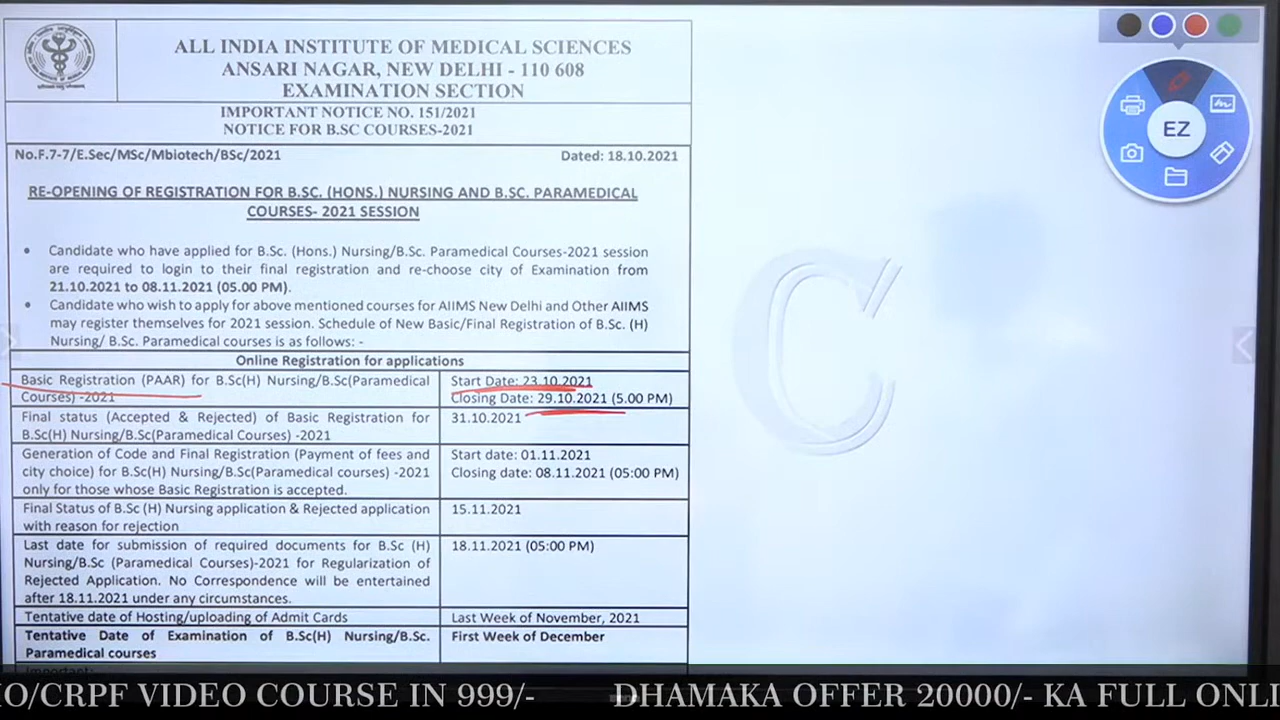 ALL INDIA INSTITUTE OF MEDICAL SCIENCES
ANSARI NAGAR, NEW DELHI - 110 608
EXAMINATION SECTION
IMPORTANT NOTICE NO. 151/2021
NOTICE FOR B.SC COURSES-2021
No.F.7-7/E.Sec/MSc/Mbiotech/BSc/2021 Dated: 18.10.2021
RE-OPENING OF REGISTRATION FOR B.SC. (HONS.) NURSING AND B.SC. PARAMEDICAL
COURSES- 2021 SESSION
• Candidate who have applied for B.Sc. (Hons.) Nursing/B.Sc. Paramedical Courses-2021 session
are required to login to their final registration and re-choose city of Examination from
21.10.2021 to 08.11.2021 (05.00 PM).
• Candidate who wish to apply for above mentioned courses for AIIMS New Delhi and Other AIIMS
may register themselves for 2021 session. Schedule of New Basic/Final Registration of B.Sc. (H)
Nursing/ B.Sc. Paramedical courses is as follows: -
Online Registration for applications
Basic Registration (PAAR) for B.Sc(H) Nursing/B.Sc(Paramedical
Courses) -2021
Start Date: 23.10.2021
Closing Date: 29.10.2021 (5.00 PM)
Final status (Accepted & Rejected) of Basic Registration for
B.Sc(H) Nursing/B.Sc(Paramedical Courses) -2021
31.10.2021
Generation of Code and Final Registration (Payment of fees and
city choice) for B.Sc(H) Nursing/B.Sc(Paramedical courses) -2021
only for those whose Basic Registration is accepted.
Start date: 01.11.2021
Closing date: 08.11.2021 (05:00 PM)
Final Status of B.Sc (H) Nursing application & Rejected application
with reason for rejection
15.11.2021
Last date for submission of required documents for B.Sc (H)
Nursing/B.Sc (Paramedical Courses)-2021 for Regularization of
Rejected Application. No Correspondence will be entertained
after 18.11.2021 under any circumstances.
18.11.2021 (05:00 PM)
Tentative date of Hosting/uploading of Admit Cards
Last Week of November, 2021
Tentative Date of Examination of B.Sc(H) Nursing/B.Sc.
Paramedical courses
First Week of December
Important:
EZ
C
IO/CRPF VIDEO COURSE IN 999/- DHAMAKA OFFER 20000/- KA FULL ONLI